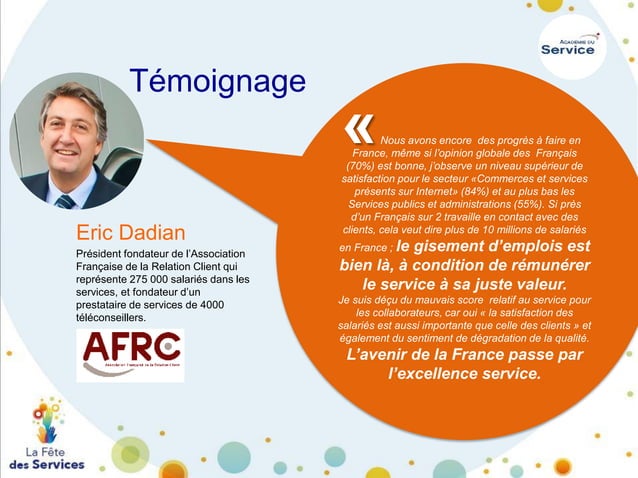 ACADEMIE DU
Service
Témoignage
« Nous avons encore des progrès à faire en
France, même si l'opinion globale des Français
(70%) est bonne, j'observe un niveau supérieur de
satisfaction pour le secteur «Commerces et services
présents sur Internet» (84%) et au plus bas les
Services publics et administrations (55%). Si près
d'un Français sur 2 travaille en contact avec des
clients, cela veut dire plus de 10 millions de salariés
en France ; le gisement d'emplois est
bien là, à condition de rémunérer
le service à sa juste valeur.
Je suis déçu du mauvais score relatif au service pour
les collaborateurs, car oui « la satisfaction des
salariés est aussi importante que celle des clients » et
également du sentiment de dégradation de la qualité.
L'avenir de la France passe par
l'excellence service.
Eric Dadian
Président fondateur de l'Association
Française de la Relation Client qui
représente 275 000 salariés dans les
services, et fondateur d'un
prestataire de services de 4000
téléconseillers.
AFRC
Association Française de la Relation Client
La Fête
des Services